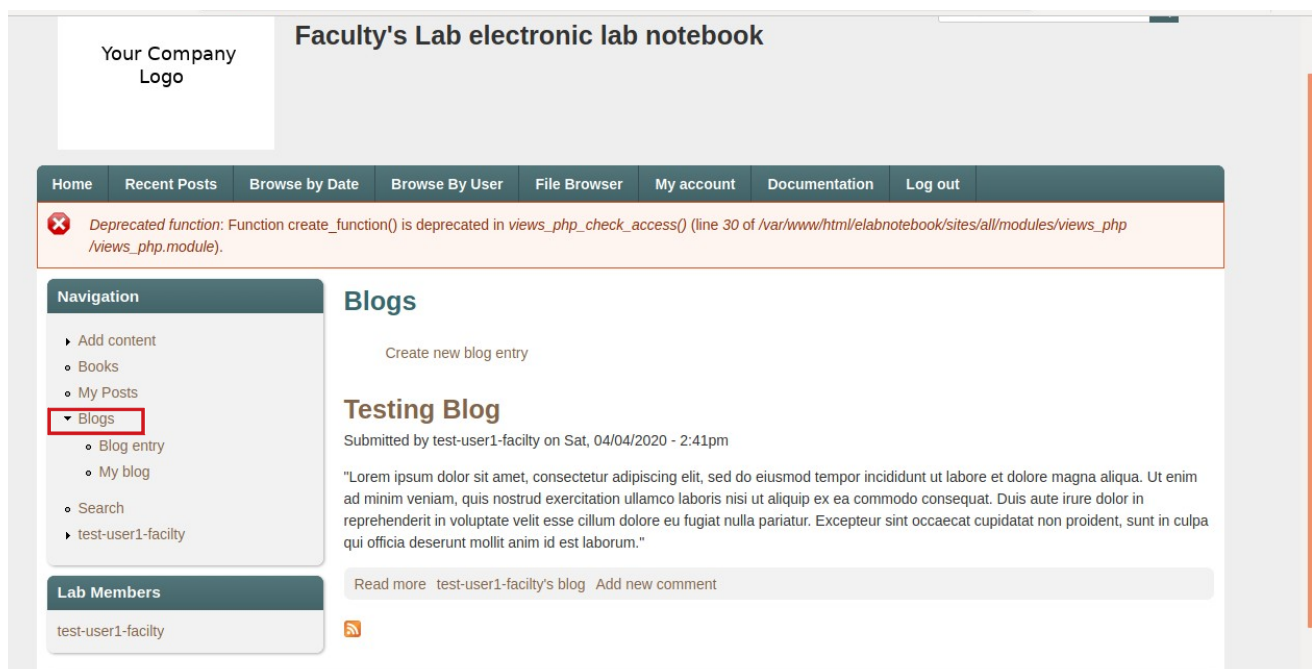 Faculty's Lab electronic lab notebook
Your Company
Logo
Home Recent Posts Browse by Date Browse By User File Browser My account Documentation Log out
Deprecated function: Function create_function() is deprecated in views_php_check_access() (line 30 of /var/www/html/elabnotebook/sites/all/modules/views_php
/views_php.module).
Navigation
Add content
Books
My Posts
Blogs
Blog entry
My blog
Search
test-user1-facilty
Lab Members
test-user1-facilty
Blogs
Create new blog entry
Testing Blog
Submitted by test-user1-facilty on Sat, 04/04/2020 - 2:41pm
"Lorem ipsum dolor sit amet, consectetur adipiscing elit, sed do eiusmod tempor incididunt ut labore et dolore magna aliqua. Ut enim
ad minim veniam, quis nostrud exercitation ullamco laboris nisi ut aliquip ex ea commodo consequat. Duis aute irure dolor in
reprehenderit in voluptate velit esse cillum dolore eu fugiat nulla pariatur. Excepteur sint occaecat cupidatat non proident, sunt in culpa
qui officia deserunt mollit anim id est laborum."
Read more test-user1-facilty's blog Add new comment